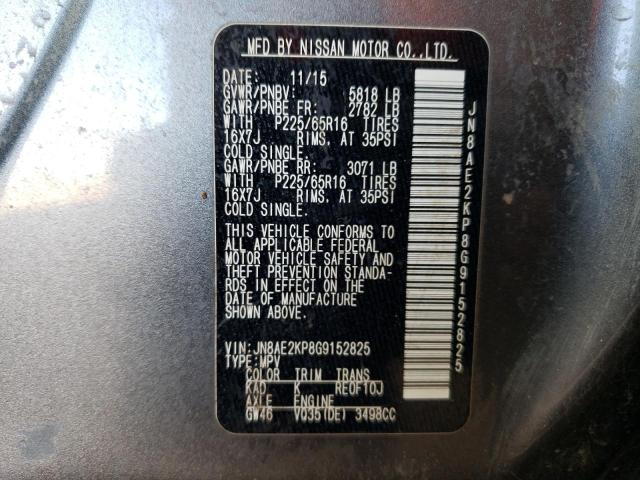 MFD BY NISSAN MOTOR CO.,LTD.
DATE: 11/15
GVWR/PNBV: 5818 LB
GAWR/PNBE FR: 2782 LB
WITH P225/65R16 TIRES
16X7J RIMS. AT 35PSI
COLD SINGLE.
GAWR/PNBE RR: 3071 LB
WITH P225/65R16 TIRES
16X7J RIMS. AT 35PSI
COLD SINGLE.
THIS VEHICLE CONFORMS TO
ALL APPLICABLE FEDERAL
MOTOR VEHICLE SAFETY AND
THEFT PREVENTION STANDA-
RDS IN EFFECT ON THE
DATE OF MANUFACTURE
SHOWN ABOVE.
VIN: JN8AE2KP8G9152825
TYPE: MPV
COLOR TRIM TRANS
KAD K RE0F10J
AXLE ENGINE
GW46 VQ35(DE) 3498CC
JN8AE2KP8G9152825